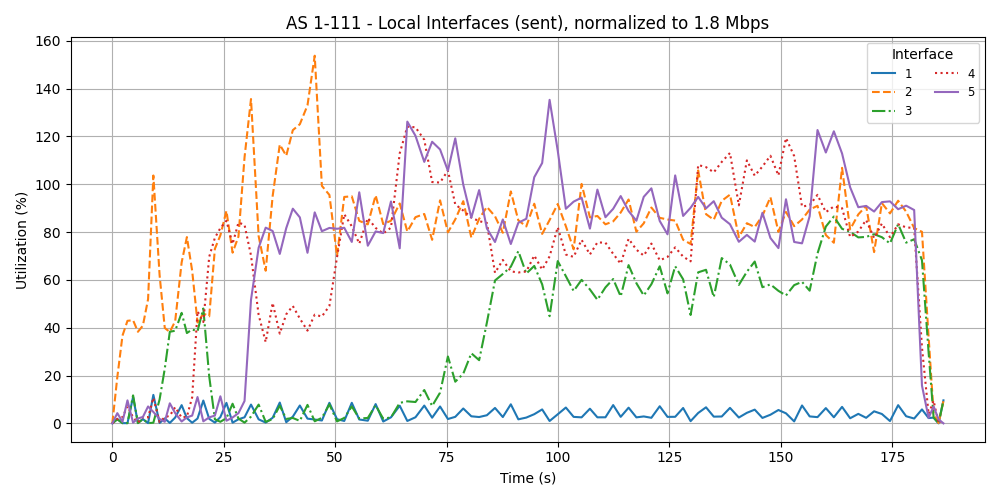 AS 1-111 - Local Interfaces (sent), normalized to 1.8 Mbps
Interface
1
2
3
4
5
Utilization (%)
160
140
120
100
80
60
40
20
0
0 25 50 75 100 125 150 175
Time (s)